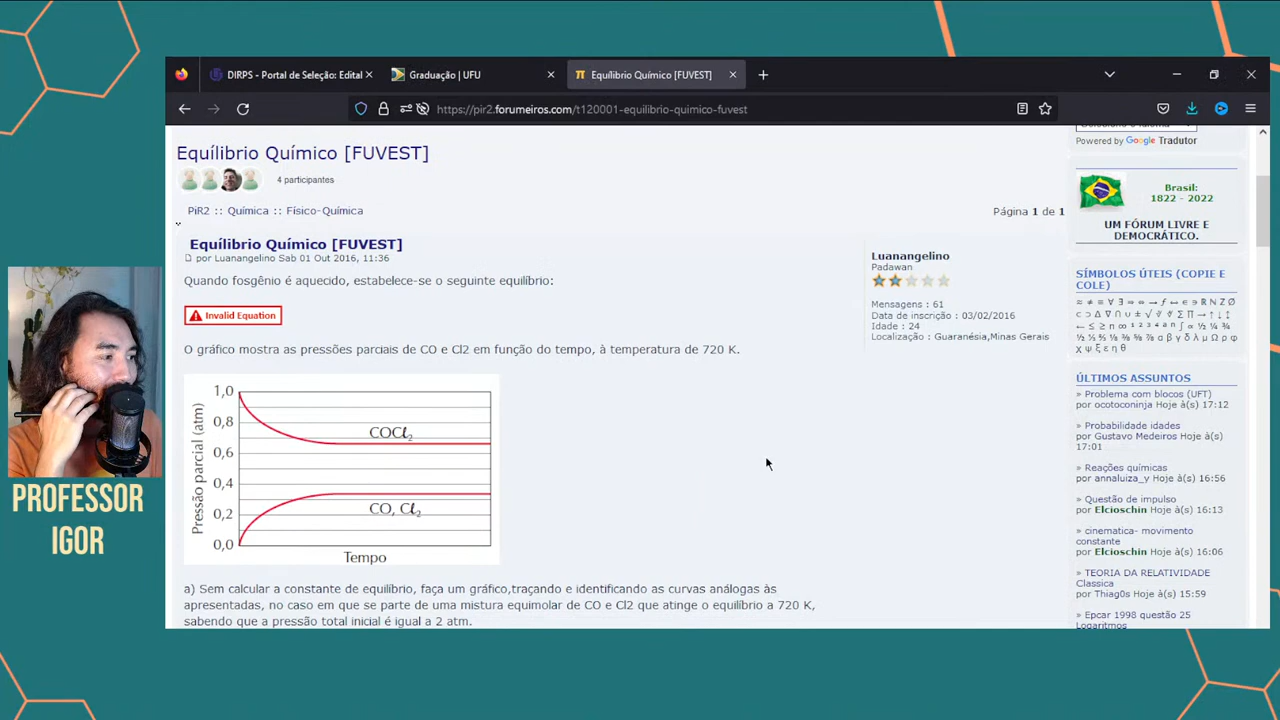 DIRPS - Portal de Seleção: Edital
Graduação | UFU
Equílibrio Químico [FUVEST]
https://pir2.forumeiros.com/t120001-equilibrio-quimico-fuvest
Equílibrio Químico [FUVEST]
4 participantes
PiR2 :: Química :: Físico-Química
Página 1 de 1
Equílibrio Químico [FUVEST]
por Luanangelino Sab 01 Out 2016, 11:36
Quando fosgênio é aquecido, estabelece-se o seguinte equilíbrio:
Invalid Equation
O gráfico mostra as pressões parciais de CO e Cl2 em função do tempo, à temperatura de 720 K.
Pressão parcial (atm)
1,0
0,8
0,6
0,4
0,2
0,0
COCl₂
CO, Cl₂
Tempo
a) Sem calcular a constante de equilíbrio, faça um gráfico,traçando e identificando as curvas análogas às
apresentadas, no caso em que se parte de uma mistura equimolar de CO e Cl2 que atinge o equilíbrio a 720 K,
sabendo que a pressão total inicial é igual a 2 atm.
Luanangelino
Padawan
Mensagens : 61
Data de inscrição : 03/02/2016
Idade : 24
Localização : Guaranésia,Minas Gerais
Powered by Google Tradutor
Brasil:
1822 - 2022
UM FÓRUM LIVRE E
DEMOCRÁTICO.
SÍMBOLOS ÚTEIS (COPIE E
COLE)
ÚLTIMOS ASSUNTOS
» Problema com blocos (UFT)
por ocotoconinja Hoje à(s) 17:12
» Probabilidade idades
por Gustavo Medeiros Hoje à(s)
17:01
» Reações químicas
por annaluiza_y Hoje à(s) 16:56
» Questão de impulso
por Elcioschin Hoje à(s) 16:13
» cinematica- movimento
constante
por Elcioschin Hoje à(s) 16:06
» TEORIA DA RELATIVIDADE
Classica
por Thiag0s Hoje à(s) 15:59
» Epcar 1998 questão 25
Logaritmos
PROFESSOR
IGOR